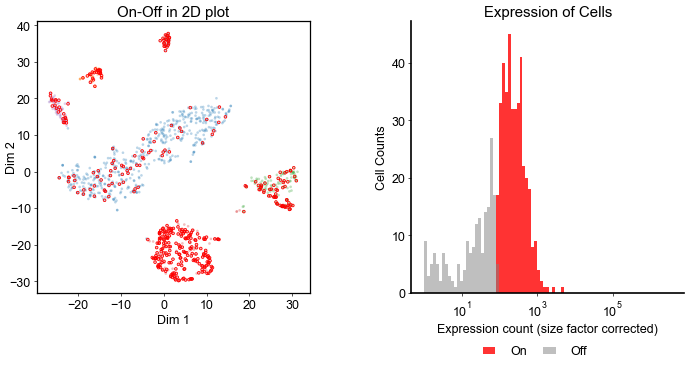 On-Off in 2D plot
40
30
20
10
0
−10
−20
−30
Dim 2
−20
−10
0
10
20
30
Dim 1
Expression of Cells
40
30
20
10
0
Cell Counts
10^1
10^3
10^5
Expression count (size factor corrected)
On
Off